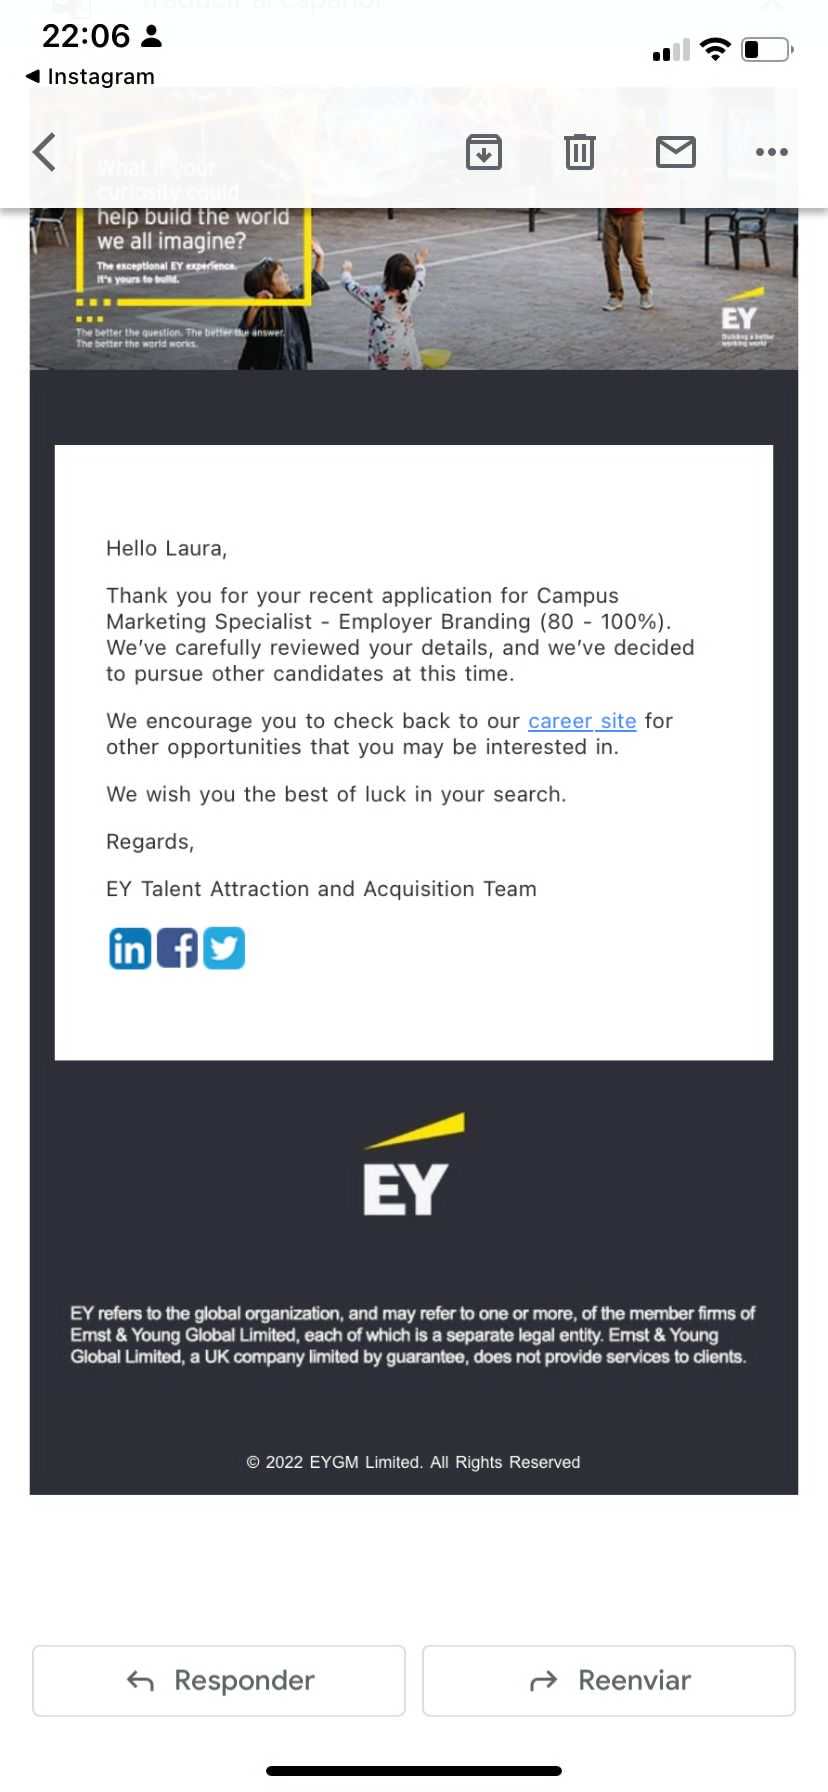 Traducir al Español
22:06
Instagram
What if your
curiosity could
help build the world
we all imagine?
The exceptional EY experience.
It's yours to build.
The better the question. The better the answer.
The better the world works.
EY
Building a better
working world
Hello Laura,
Thank you for your recent application for Campus
Marketing Specialist - Employer Branding (80 - 100%).
We've carefully reviewed your details, and we've decided
to pursue other candidates at this time.
We encourage you to check back to our career site for
other opportunities that you may be interested in.
We wish you the best of luck in your search.
Regards,
EY Talent Attraction and Acquisition Team
in
EY
EY refers to the global organization, and may refer to one or more, of the member firms of
Ernst & Young Global Limited, each of which is a separate legal entity. Ernst & Young
Global Limited, a UK company limited by guarantee, does not provide services to clients.
© 2022 EYGM Limited. All Rights Reserved
Responder
Reenviar